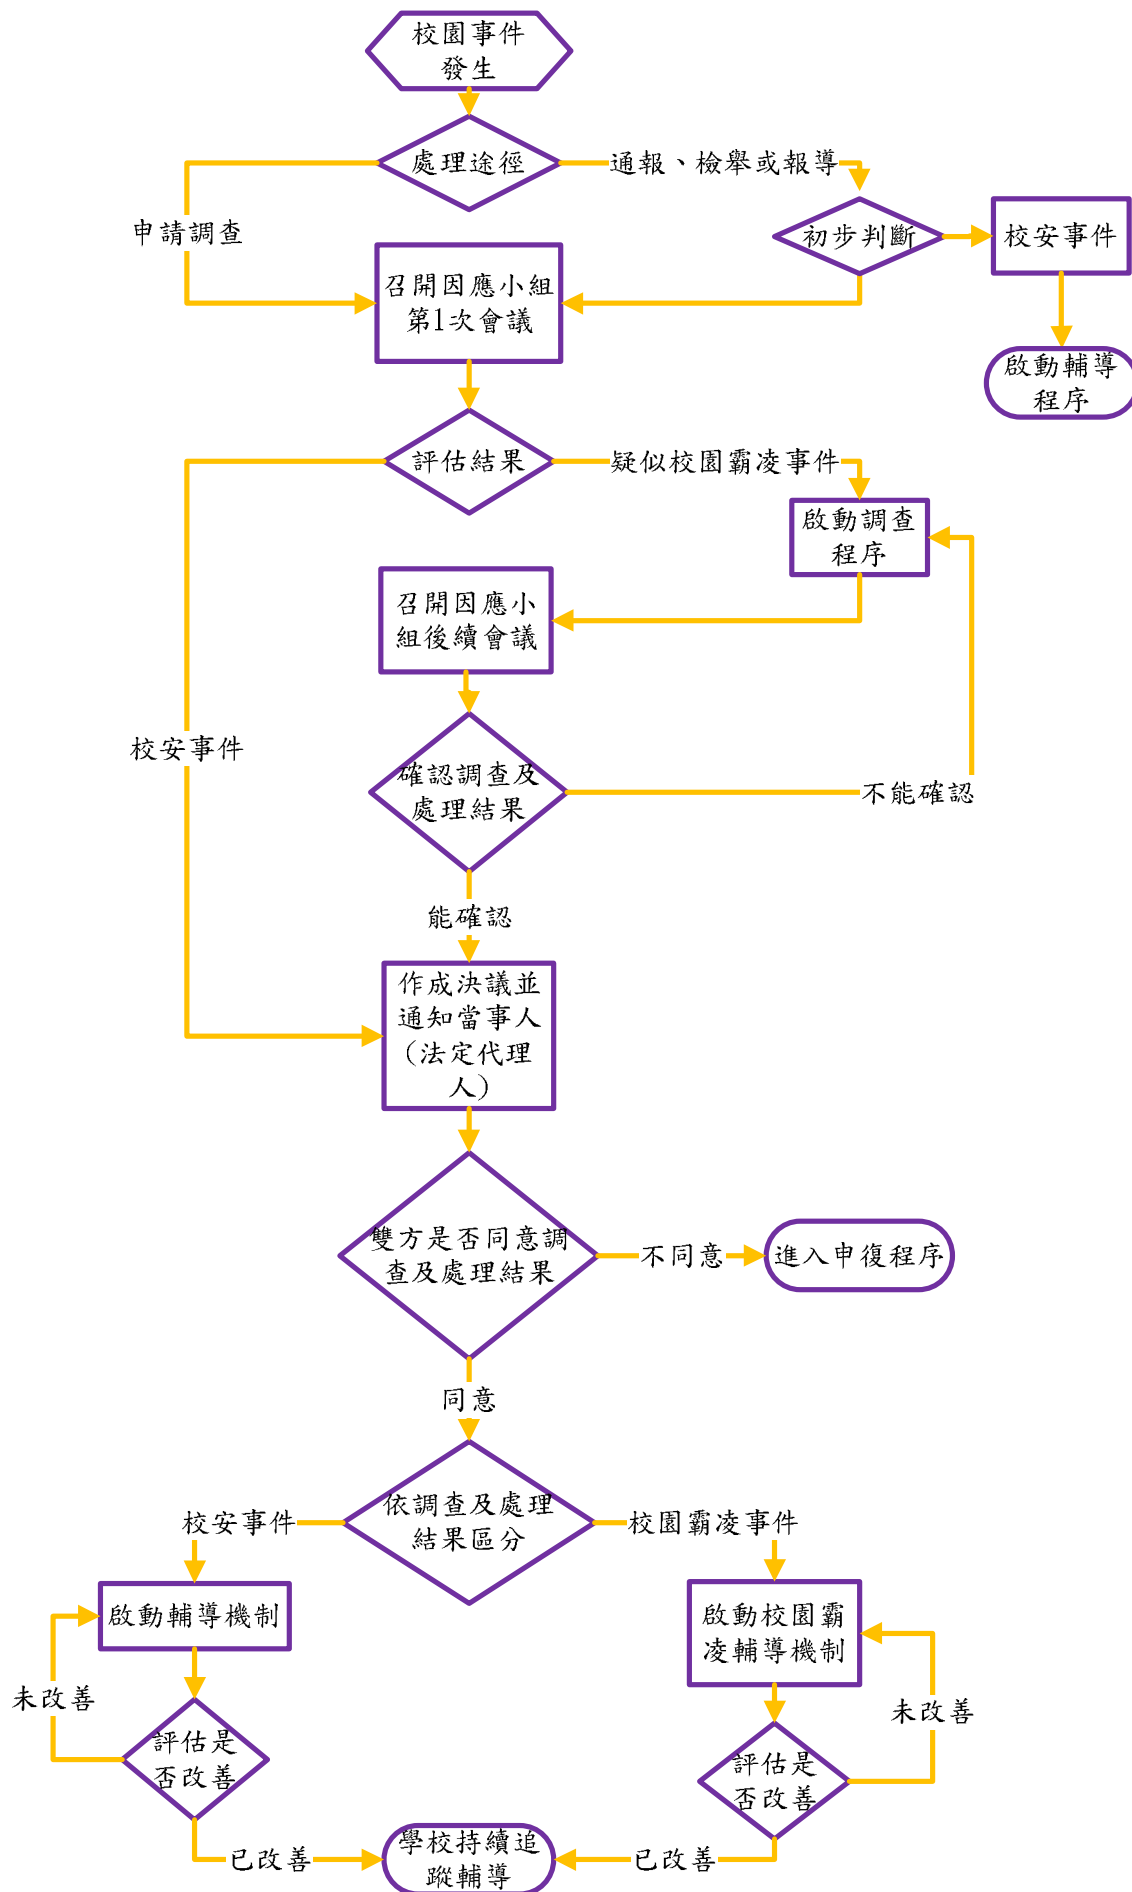 校園事件
發生
處理途徑
通報、檢舉或報導
申請調查
初步判斷
校安事件
召開因應小組
第1次會議
啟動輔導
程序
評估結果
疑似校園霸凌事件
啟動調查
程序
召開因應小
組後續會議
校安事件
確認調查及
處理結果
不能確認
能確認
作成決議並
通知當事人
(法定代理
人)
雙方是否同意調
查及處理結果
不同意
進入申復程序
同意
依調查及處理
結果區分
校安事件
校園霸凌事件
啟動輔導機制
啟動校園霸
凌輔導機制
未改善
未改善
評估是
否改善
評估是
否改善
已改善
學校持續追
蹤輔導
已改善